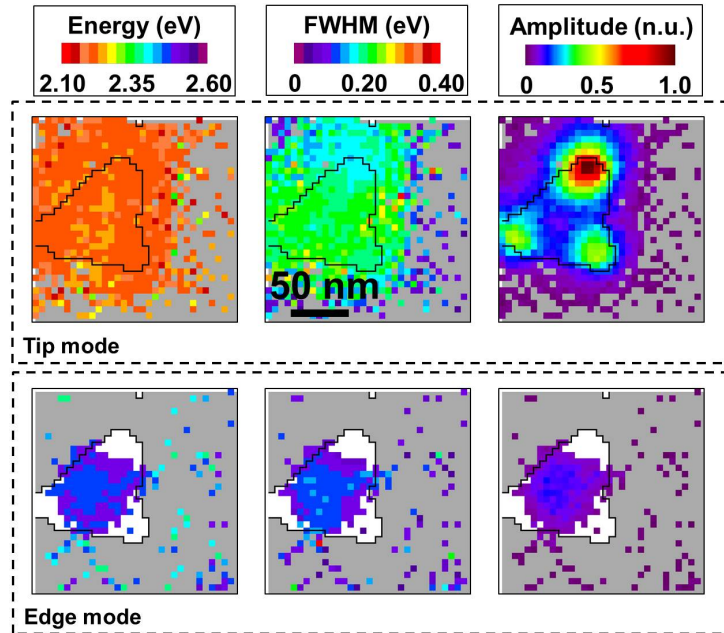 Energy (eV)
2.10 2.35 2.60
FWHM (eV)
0 0.20 0.40
Amplitude (n.u.)
0 0.5 1.0
50 nm
Tip mode
Edge mode